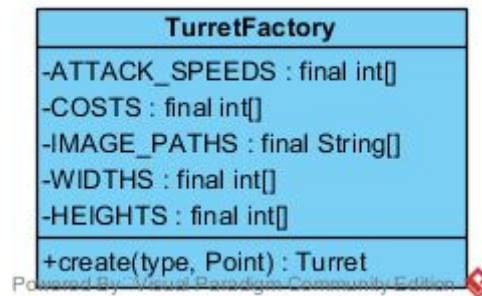 TurretFactory
-ATTACK_SPEEDS : final int[]
-COSTS : final int[]
-IMAGE_PATHS : final String[]
-WIDTHS : final int[]
-HEIGHTS : final int[]
+create(type, Point) : Turret
Powered By Visual Paradigm Community Edition